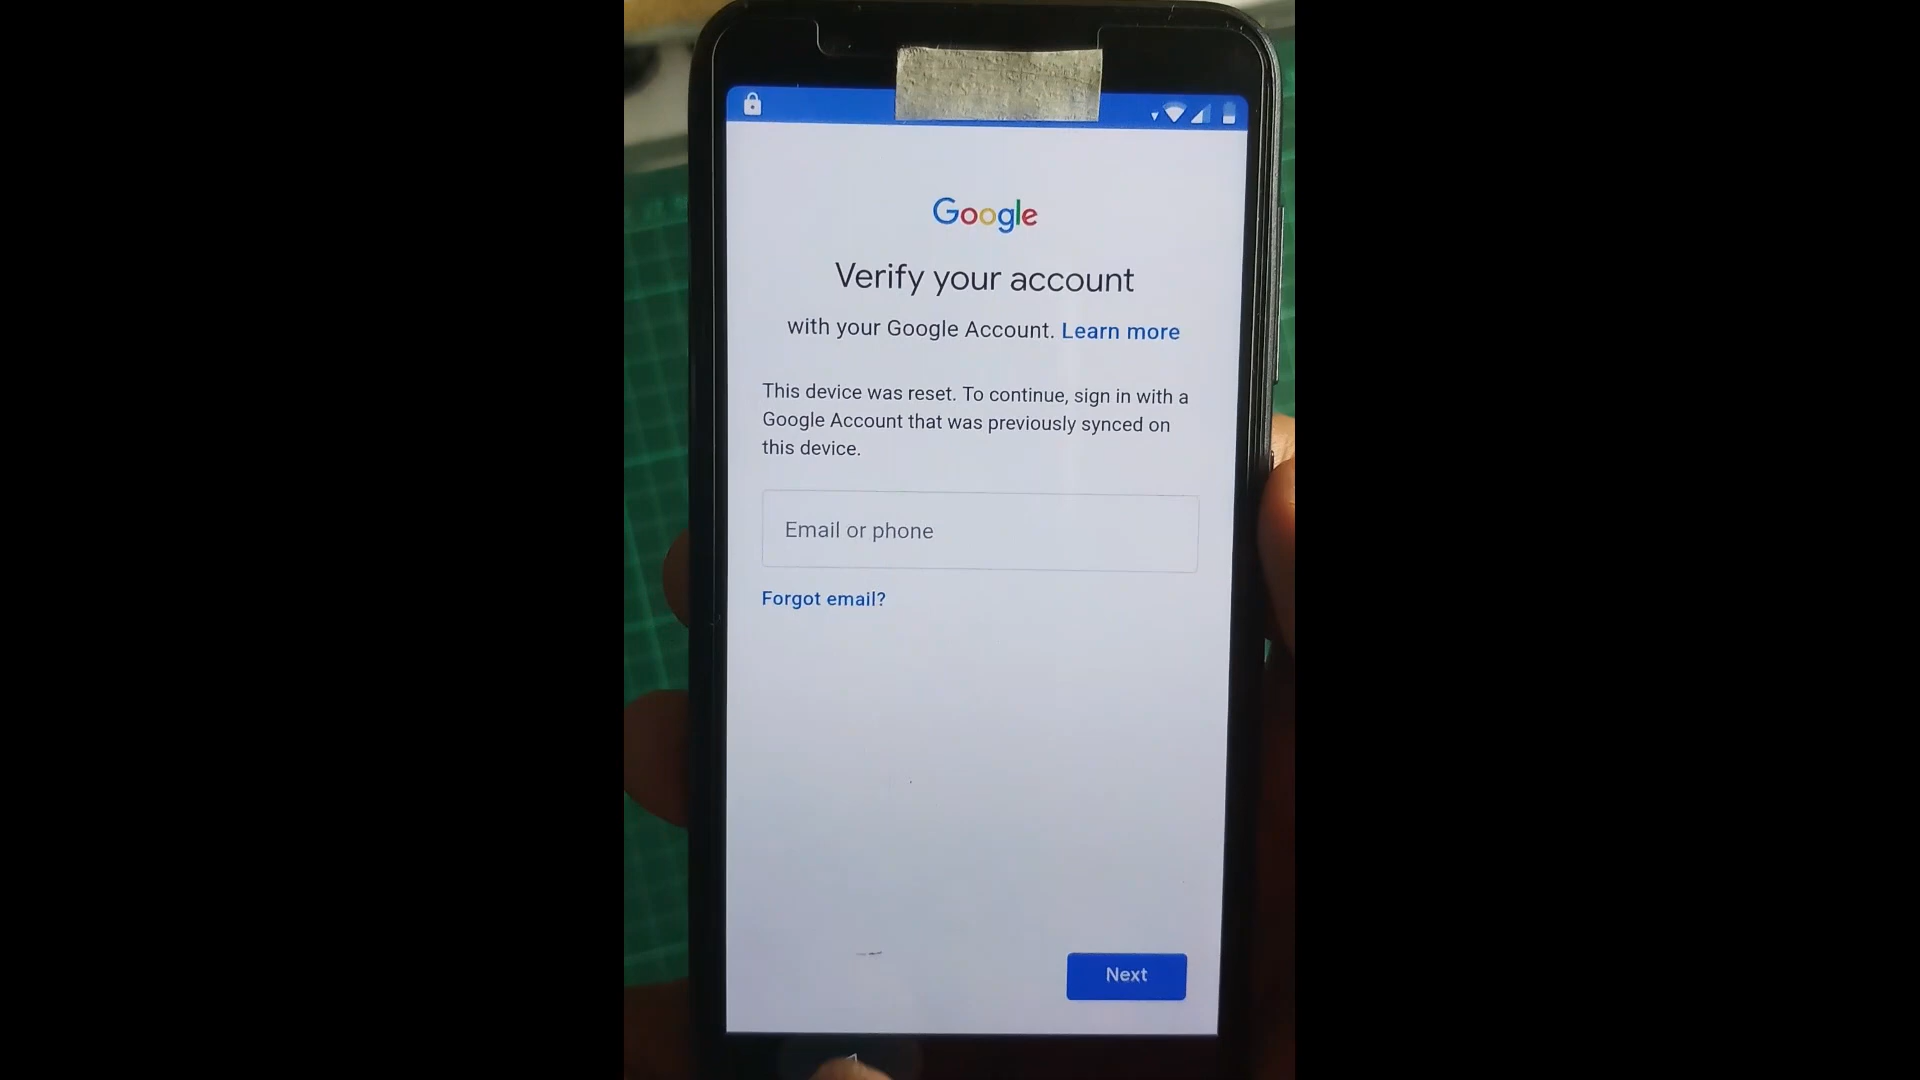 Google
Verify your account
with your Google Account. Learn more
This device was reset. To continue, sign in with a
Google Account that was previously synced on
this device.
Email or phone
Forgot email?
Next